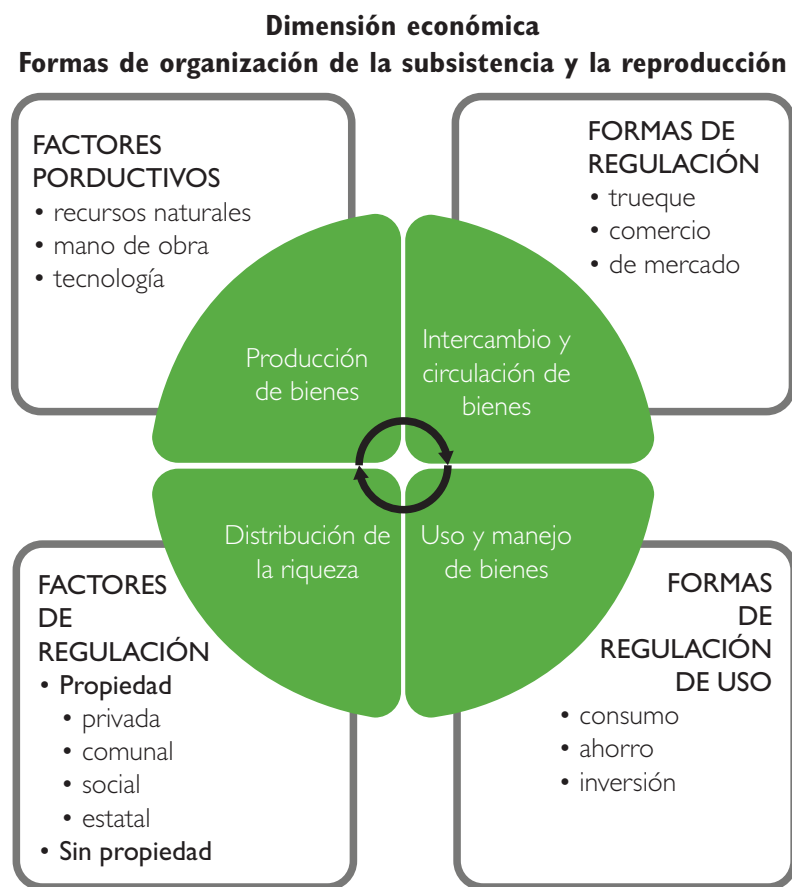 Dimensión económica
Formas de organización de la subsistencia y la reproducción
FACTORES
PORDUCTIVOS
• recursos naturales
• mano de obra
• tecnología
FORMAS DE
REGULACIÓN
• trueque
• comercio
• de mercado
Producción
de bienes
Intercambio y
circulación de
bienes
Distribución de
la riqueza
Uso y manejo
de bienes
FACTORES
DE
REGULACIÓN
• Propiedad
• privada
• comunal
• social
• estatal
• Sin propiedad
FORMAS
DE
REGULACIÓN
DE USO
• consumo
• ahorro
• inversión